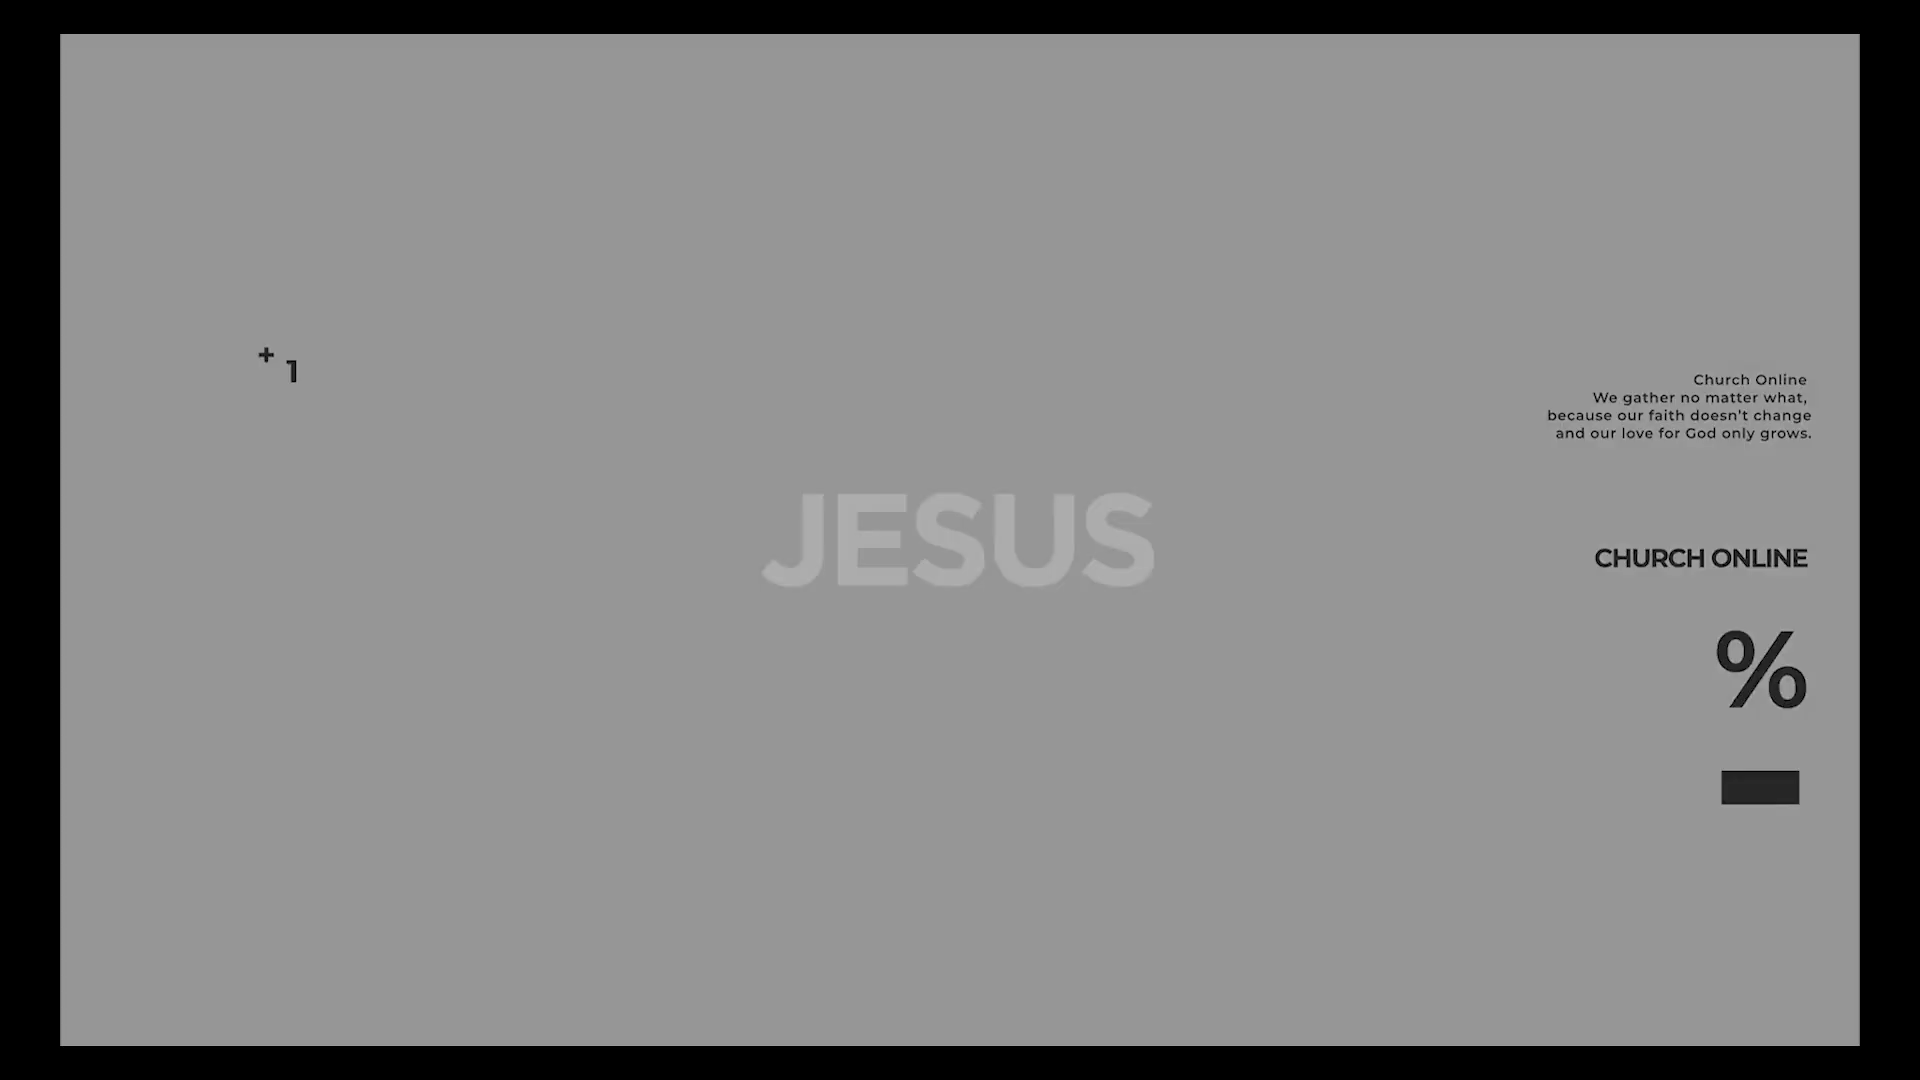 + 1
Church Online
We gather no matter what,
because our faith doesn't change
and our love for God only grows.
JESUS
CHURCH ONLINE
%